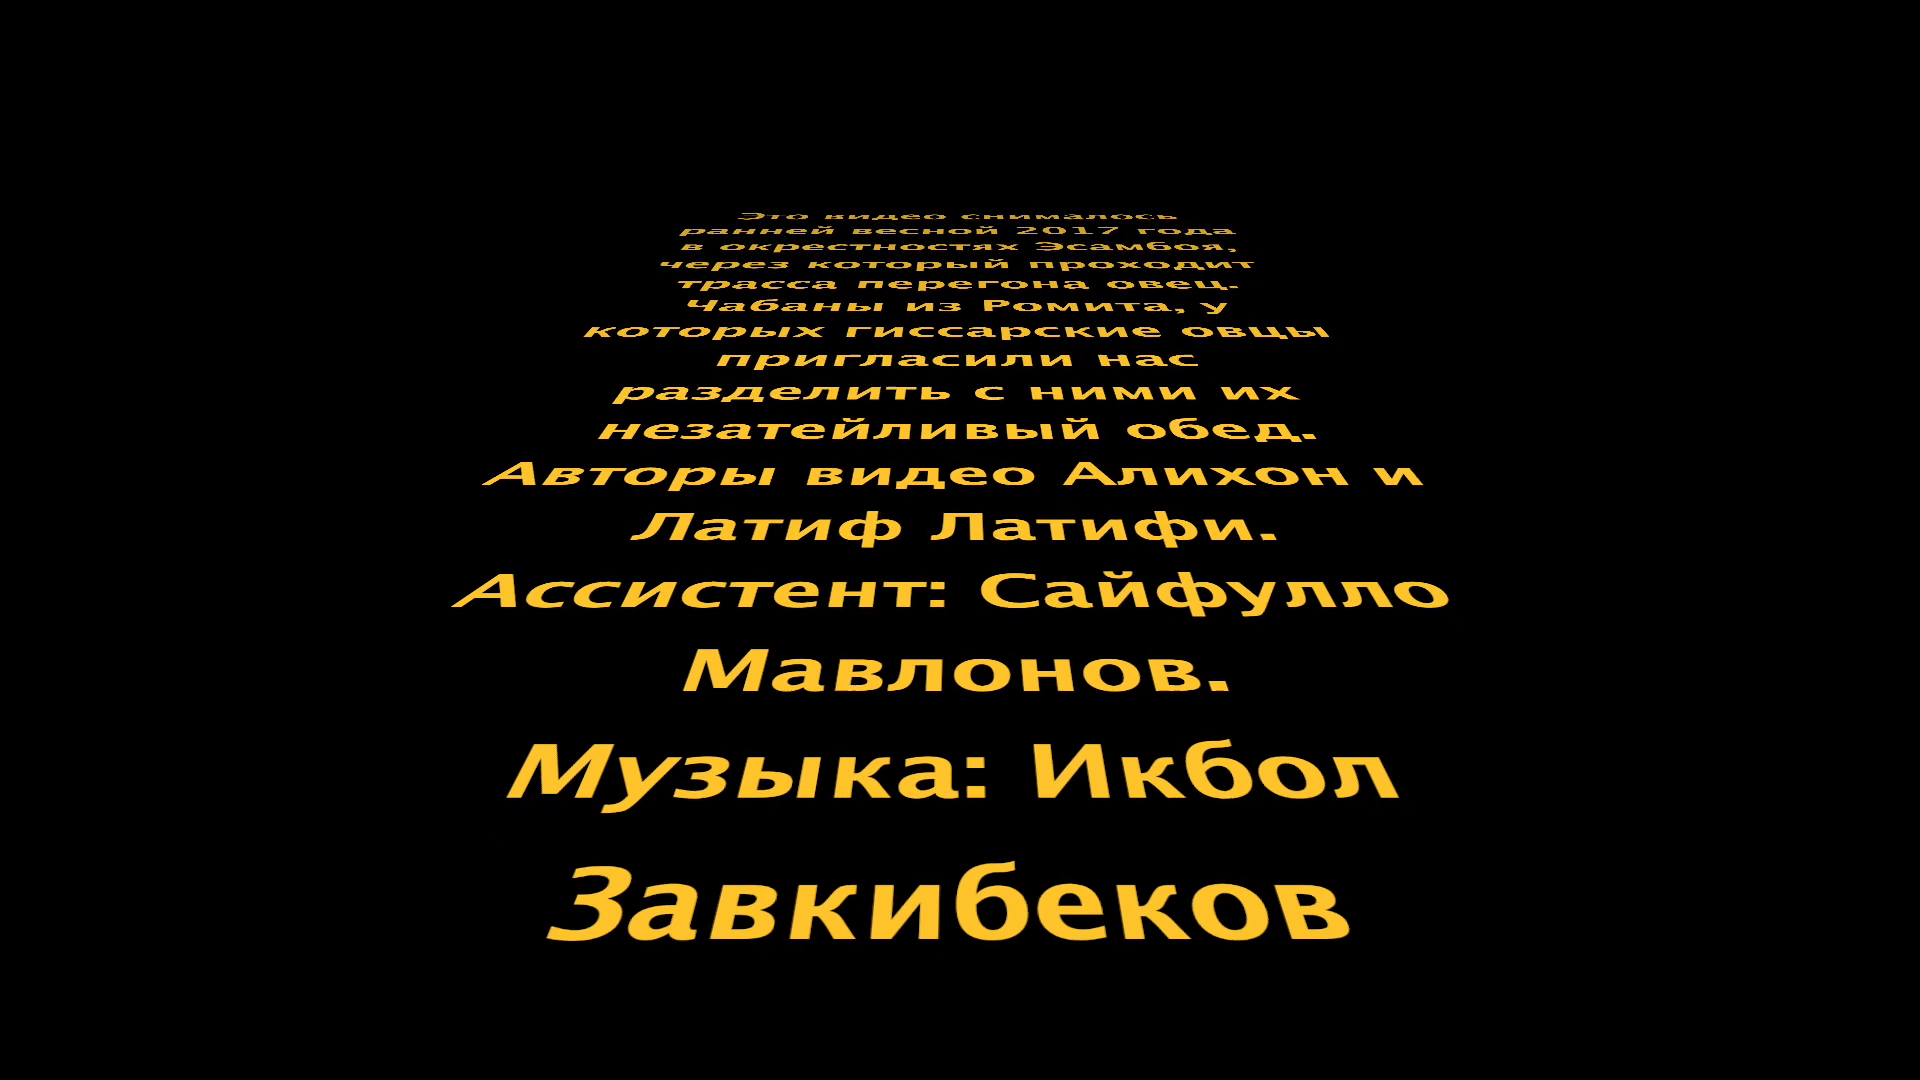 Это видео снималось
ранней весной 2017 года
в окрестностях Эсамбоя,
через который проходит
трасса перегона овец.
Чабаны из Ромита, у
которых гиссарские овцы
пригласили нас
разделить с ними их
незатейливый обед.
Авторы видео Алихон и
Латиф Латифи.
Ассистент: Сайфулло
Мавлонов.
Музыка: Икбол
Завкибеков